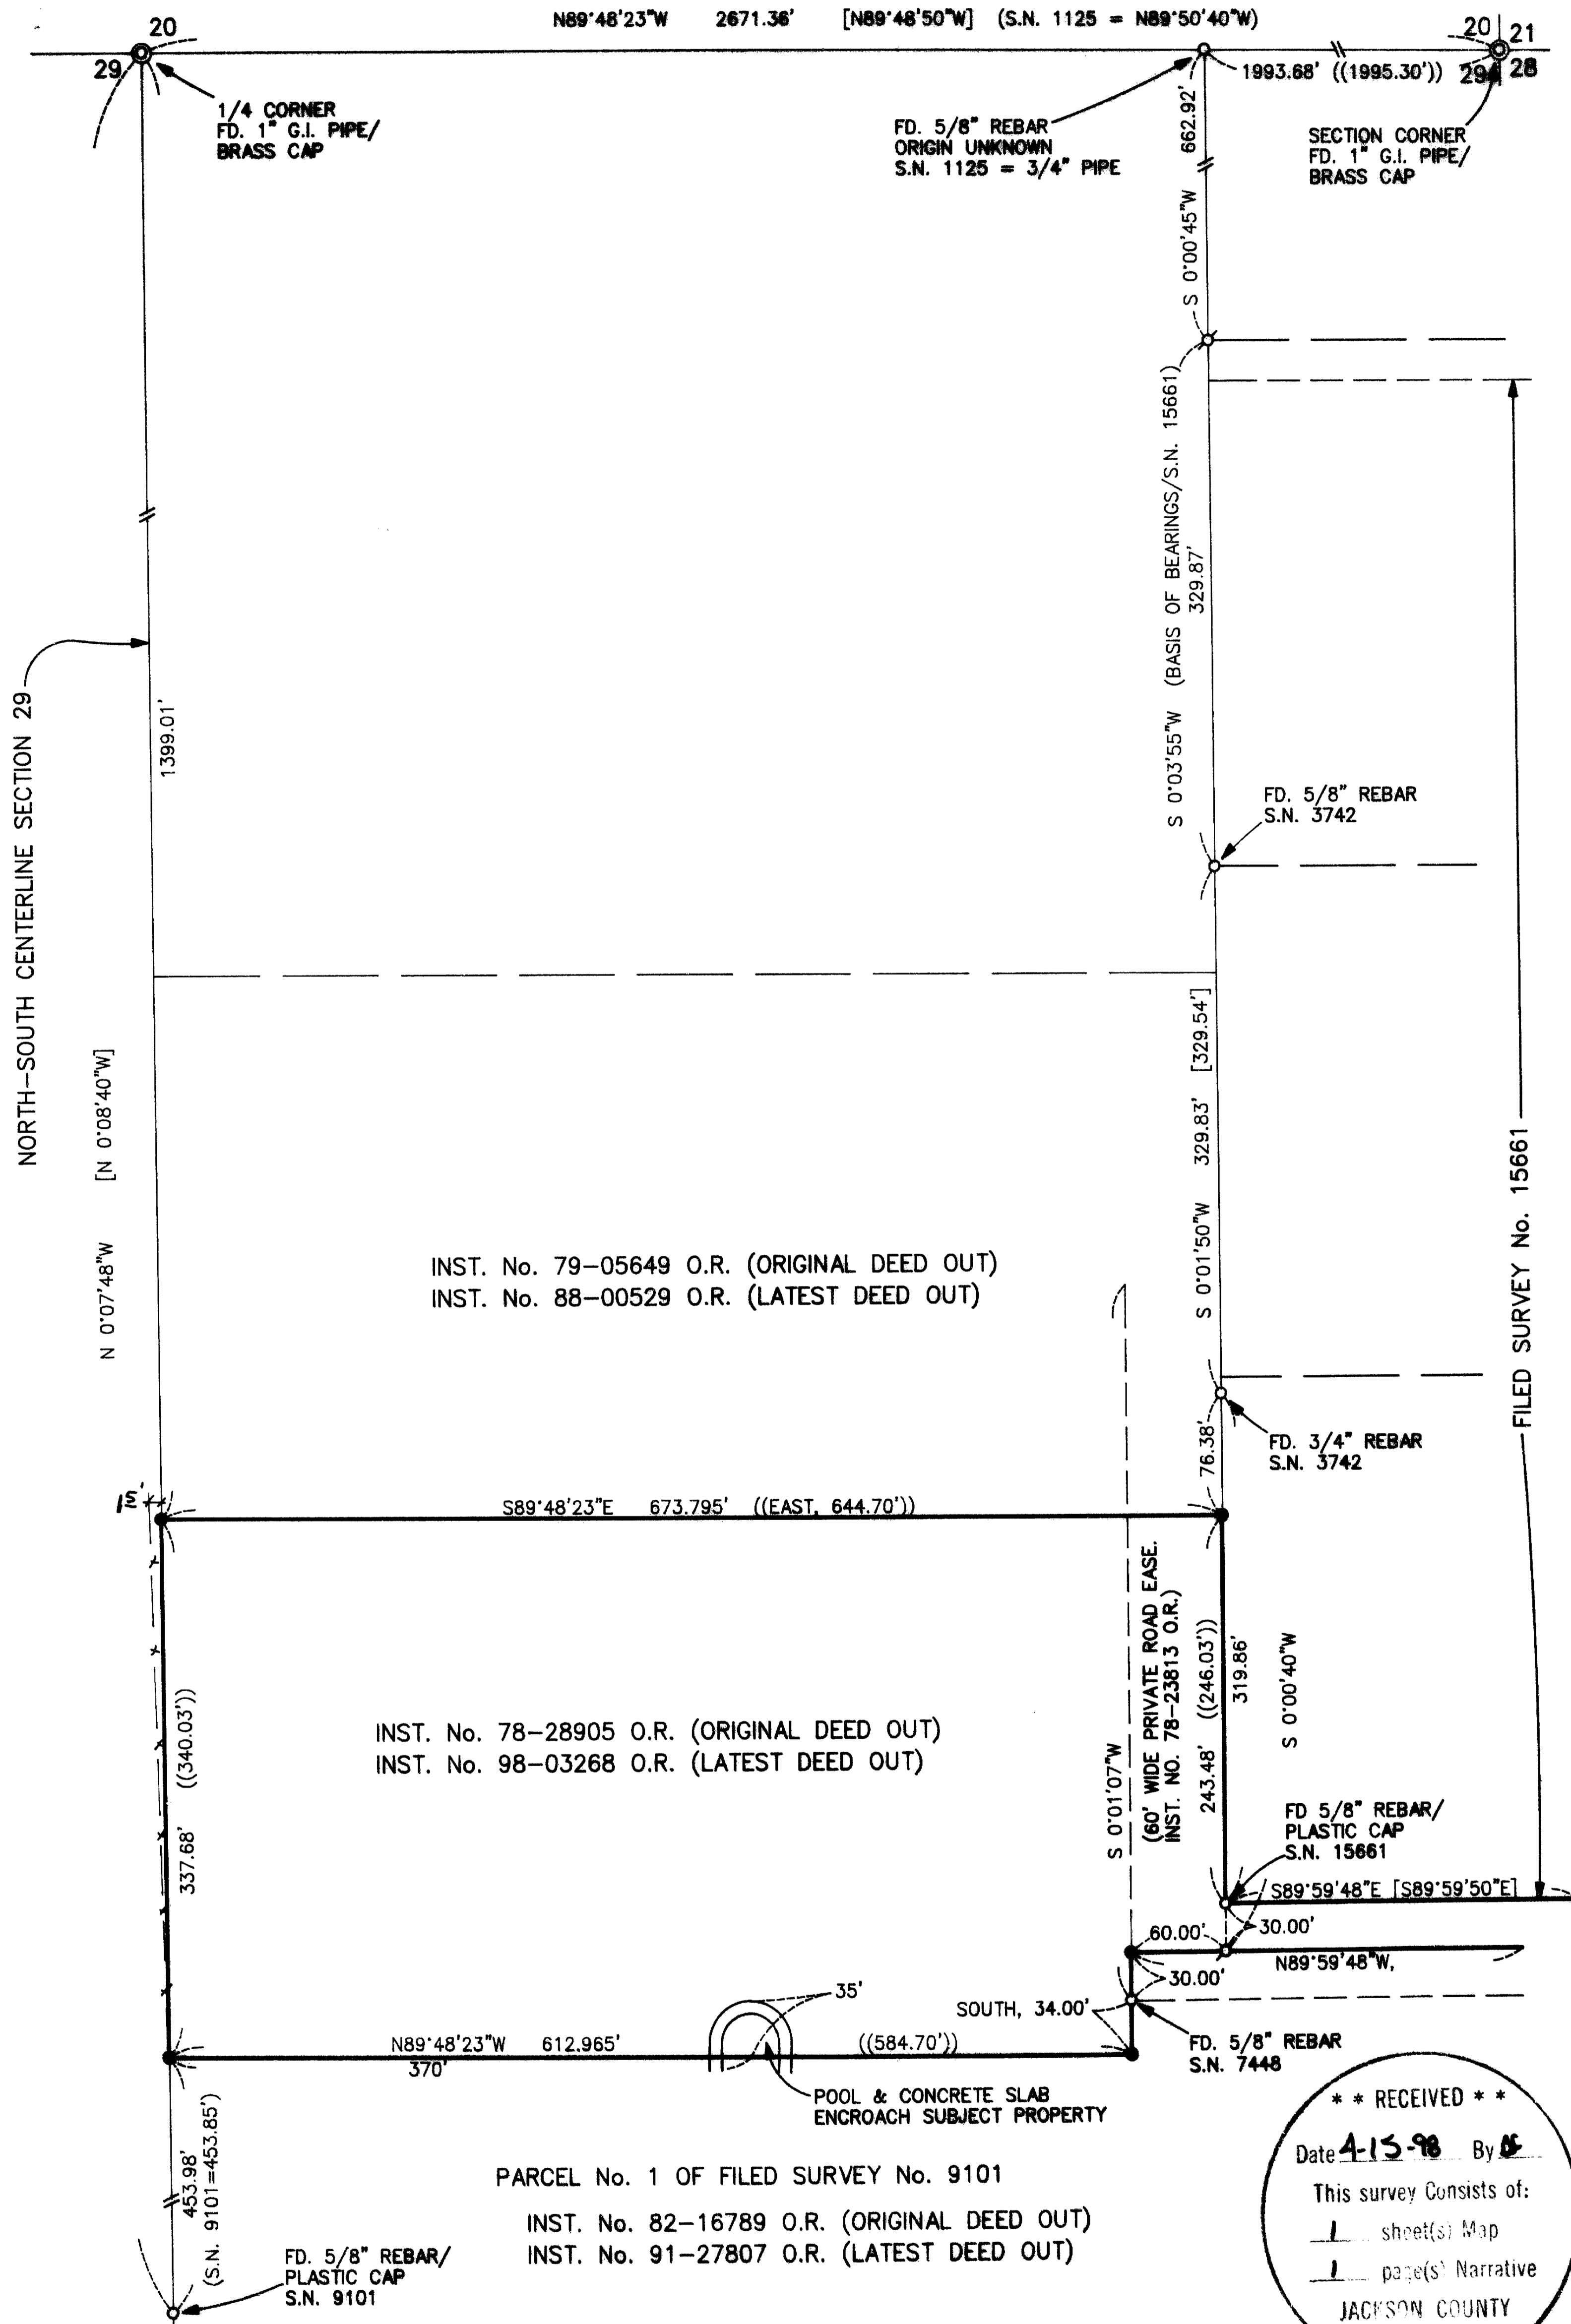 N89°48'23"W 2671.36' [N89°48'50"W] (S.N. 1125 = N89°50'40"W)
20
29
20
21
29
28
1993.68' ((1995.30'))
1/4 CORNER
FD. 1" G.I. PIPE/
BRASS CAP
FD. 5/8" REBAR
ORIGIN UNKNOWN
S.N. 1125 = 3/4" PIPE
SECTION CORNER
FD. 1" G.I. PIPE/
BRASS CAP
662.92'
S 0°00'45"W
S 0°03'55"W (BASIS OF BEARINGS/S.N. 15661)
329.87'
NORTH-SOUTH CENTERLINE SECTION 29
1399.01'
FD. 5/8" REBAR
S.N. 3742
N 0°07'48"W [N 0°08'40"W]
S 0°01'50"W 329.83' [329.54']
FILED SURVEY No. 15661
INST. No. 79-05649 O.R. (ORIGINAL DEED OUT)
INST. No. 88-00529 O.R. (LATEST DEED OUT)
76.38'
FD. 3/4" REBAR
S.N. 3742
15'
S89°48'23"E 673.795' ((EAST, 644.70'))
337.68' ((340.03'))
INST. No. 78-28905 O.R. (ORIGINAL DEED OUT)
INST. No. 98-03268 O.R. (LATEST DEED OUT)
S 0°01'07"W
(60' WIDE PRIVATE ROAD EASE.
INST. NO. 78-23813 O.R.)
243.48' ((246.03'))
319.86'
S 0°00'40"W
FD 5/8" REBAR/
PLASTIC CAP
S.N. 15661
S89°59'48"E [S89°59'50"E]
60.00'
30.00'
N89°59'48"W,
30.00'
35'
SOUTH, 34.00'
N89°48'23"W 612.965' ((584.70'))
370'
FD. 5/8" REBAR
S.N. 7448
POOL & CONCRETE SLAB
ENCROACH SUBJECT PROPERTY
453.98'
(S.N. 9101=453.85')
PARCEL No. 1 OF FILED SURVEY No. 9101
INST. No. 82-16789 O.R. (ORIGINAL DEED OUT)
INST. No. 91-27807 O.R. (LATEST DEED OUT)
FD. 5/8" REBAR/
PLASTIC CAP
S.N. 9101
* * RECEIVED * *
Date 4-15-98 By
This survey Consists of:
1 sheet(s) Map
1 page(s) Narrative
JACKSON COUNTY